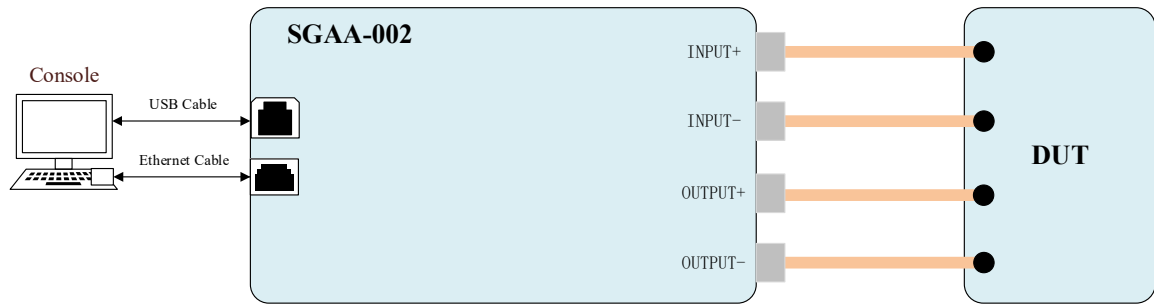 SGAA-002
INPUT+
Console
USB Cable
INPUT-
Ethernet Cable
DUT
OUTPUT+
OUTPUT-